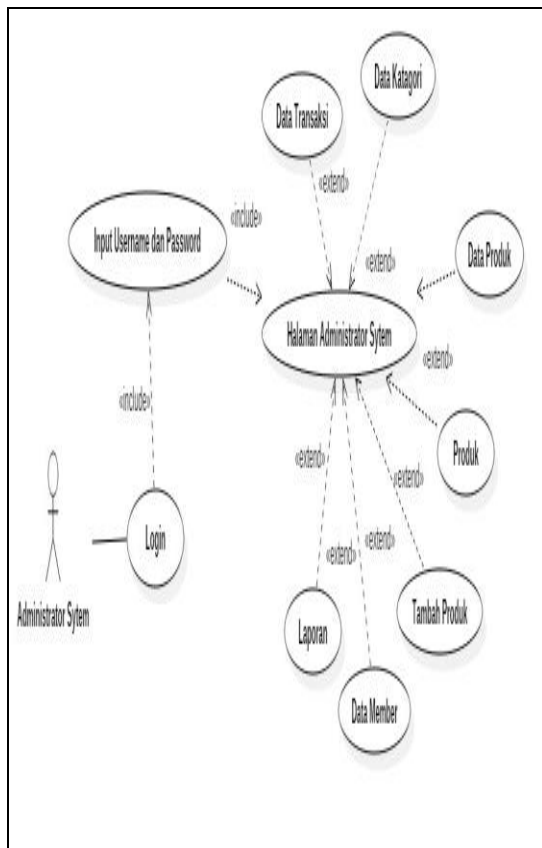 Data Katagori
Data Transaksi
«extend»
«include»
Input Username dan Password
Data Produk
«extend»
Halaman Administrator Sytem
«extend»
«include»
«extend»
Produk
«extend»
«extend»
«extend»
Login
Tambah Produk
Administrator Sytem
Laporan
Data Member